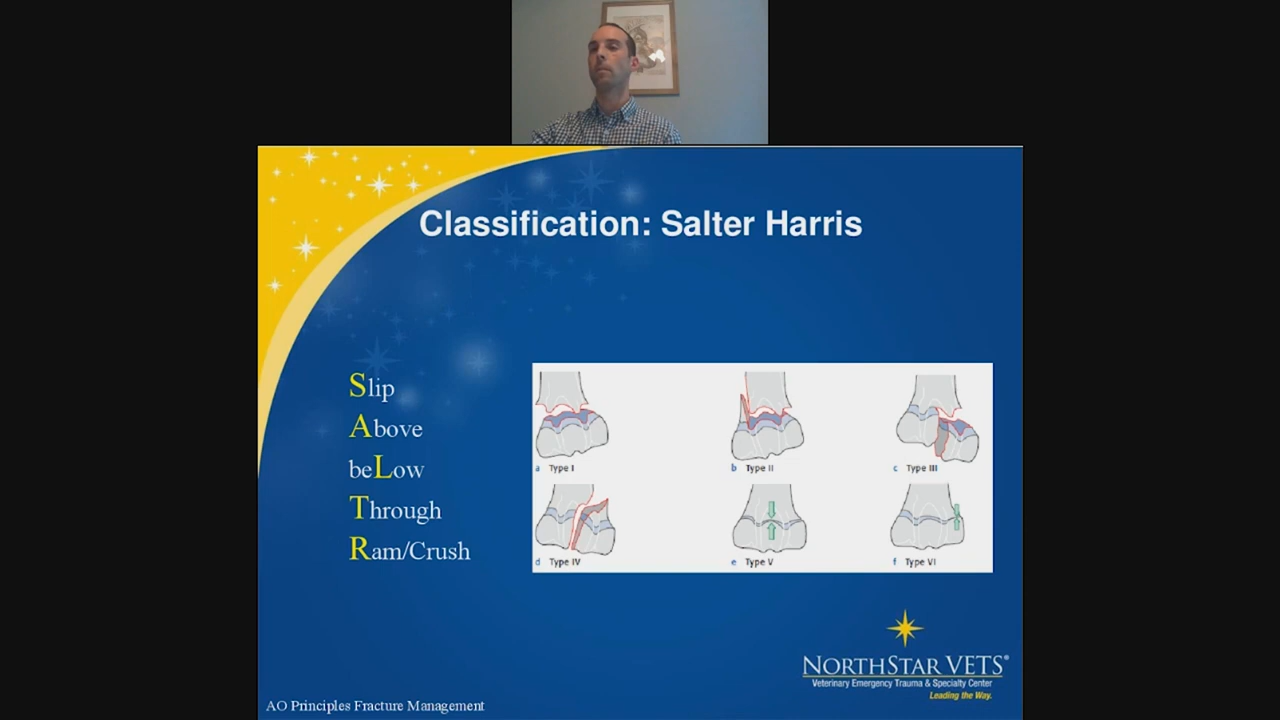 Classification: Salter Harris
Slip
Above
beLow
Through
Ram/Crush
a Type I
b Type II
c Type III
d Type IV
e Type V
f Type VI
NORTHSTAR VETS®
Veterinary Emergency Trauma & Specialty Center
Leading the Way.
AO Principles Fracture Management